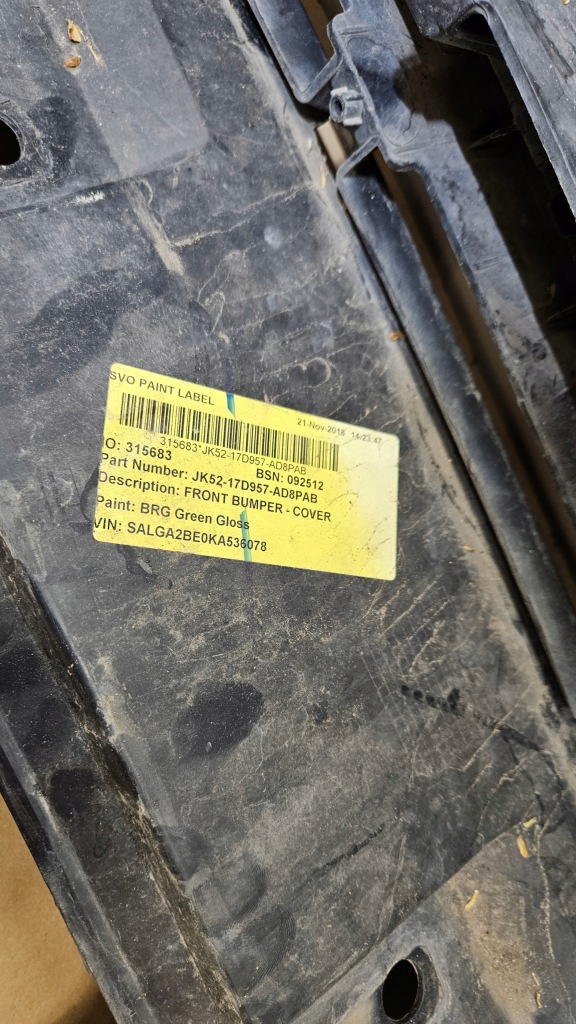 SVO PAINT LABEL
21-Nov-2018 14:23:47
315683*JK52-17D957-AD8PAB
O: 315683
BSN: 092512
Part Number: JK52-17D957-AD8PAB
Description: FRONT BUMPER - COVER
Paint: BRG Green Gloss
VIN: SALGA2BE0KA536078